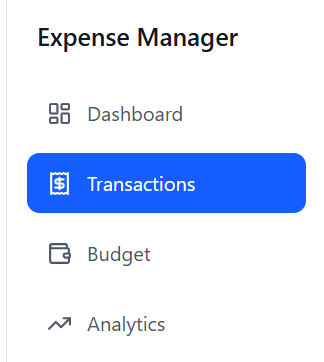 Expense Manager
Dashboard
Transactions
Budget
Analytics